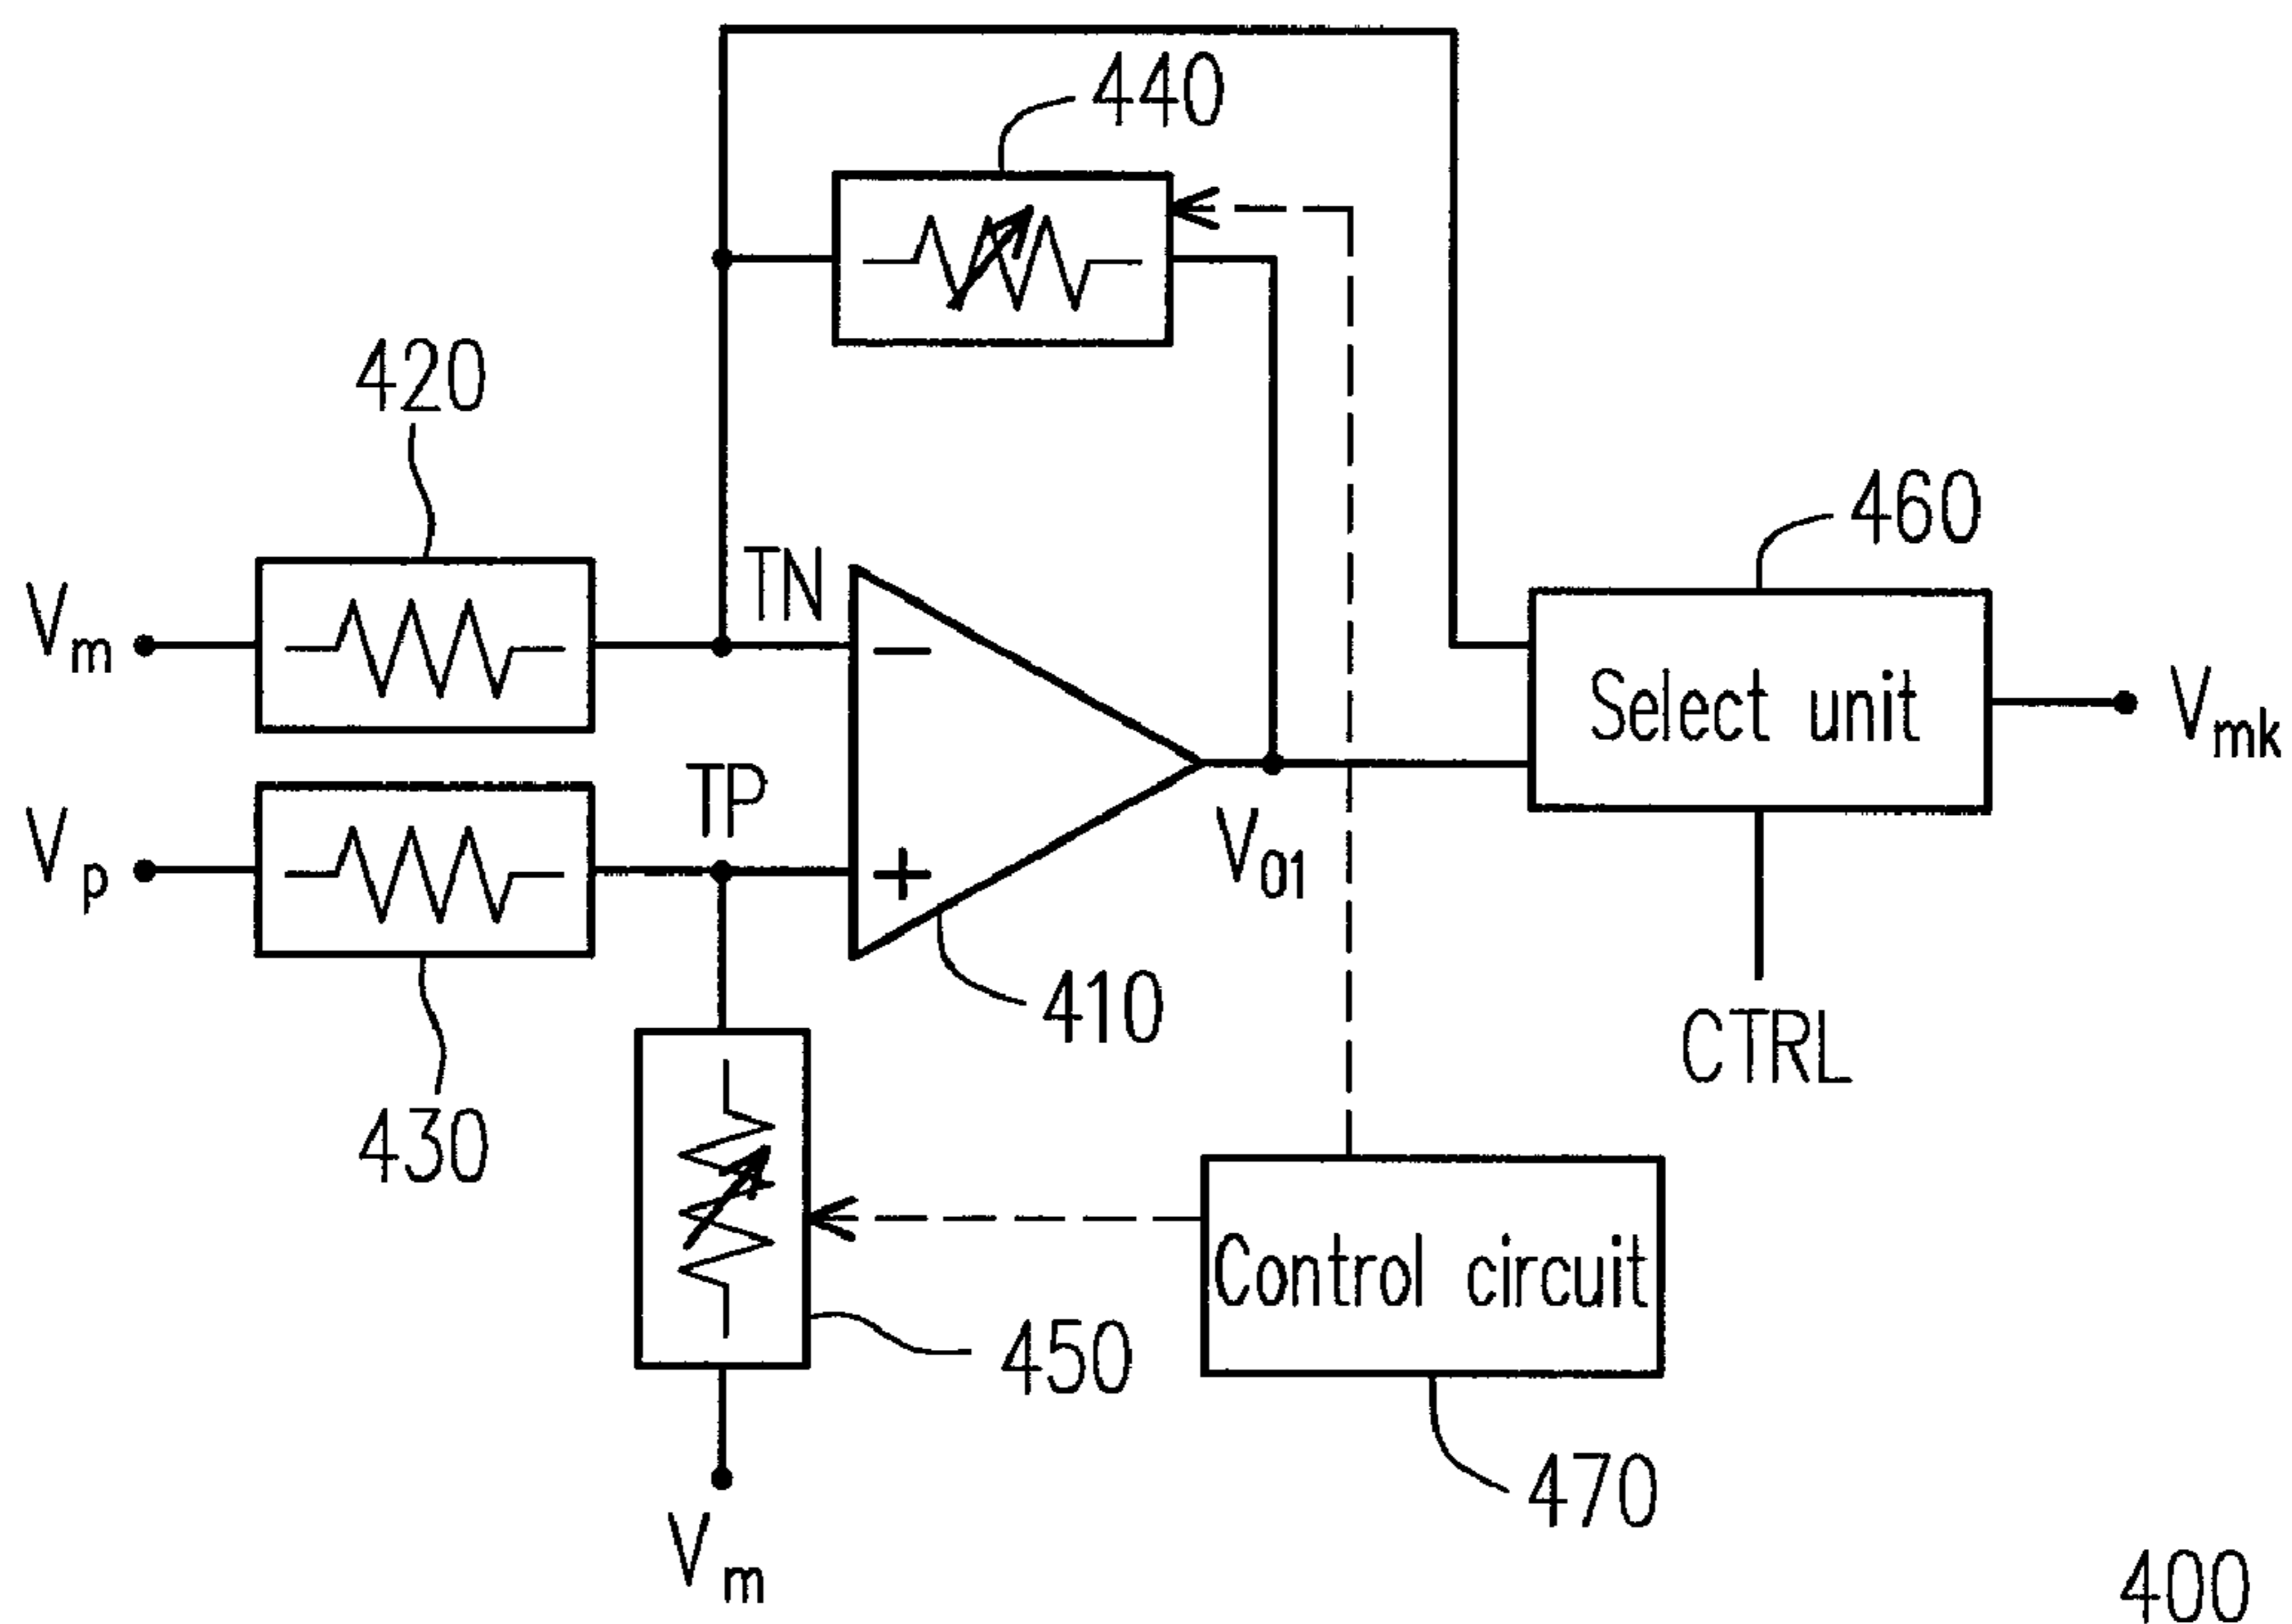 440
420
460
TN
Vm
Select unit
Vmk
TP
Vp
V01
410
CTRL
430
Control circuit
450
470
Vm
400